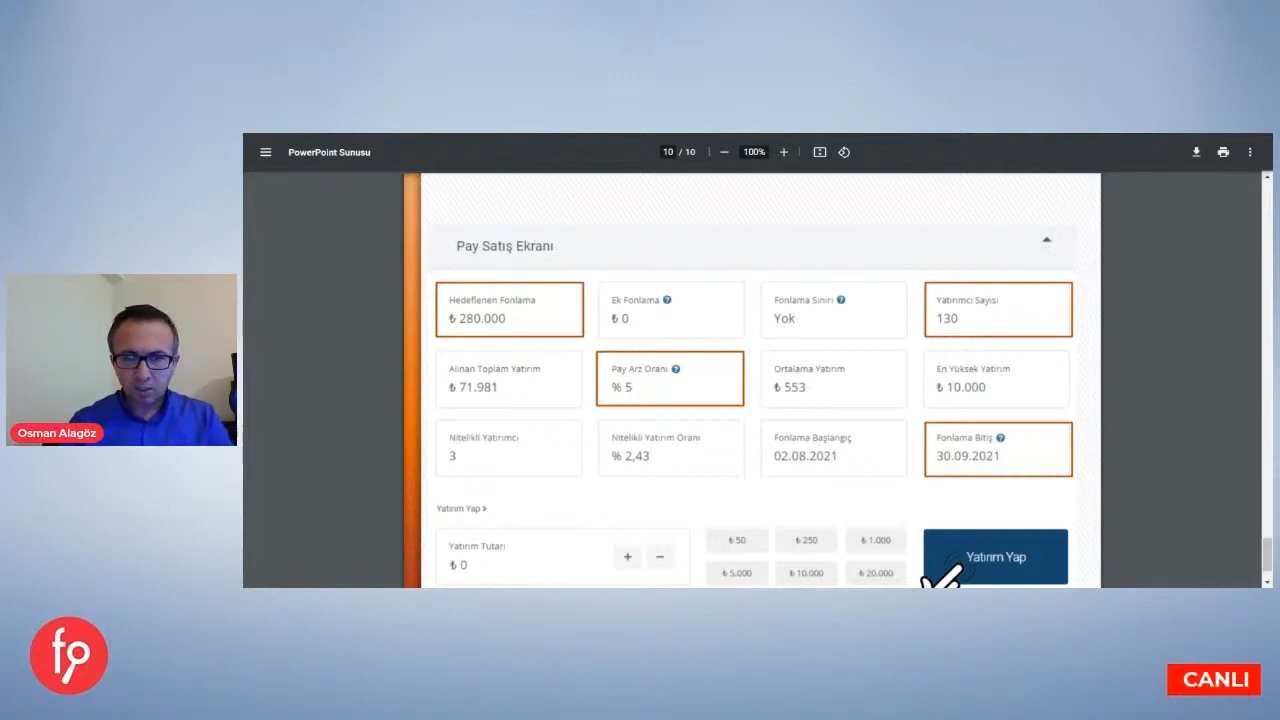 PowerPoint Sunusu
10 / 10
100%
Pay Satış Ekranı
Hedeflenen Fonlama
₺ 280.000
Ek Fonlama
₺ 0
Fonlama Sınırı
Yok
Yatırımcı Sayısı
130
Alınan Toplam Yatırım
₺ 71.981
Pay Arz Oranı
% 5
Ortalama Yatırım
₺ 553
En Yüksek Yatırım
₺ 10.000
Nitelikli Yatırımcı
3
Nitelikli Yatırım Oranı
% 2,43
Fonlama Başlangıç
02.08.2021
Fonlama Bitiş
30.09.2021
Yatırım Yap >
Yatırım Tutarı
₺ 0
+ −
₺ 50
₺ 250
₺ 1.000
₺ 5.000
₺ 10.000
₺ 20.000
Yatırım Yap
Osman Alagöz
fp
CANLI